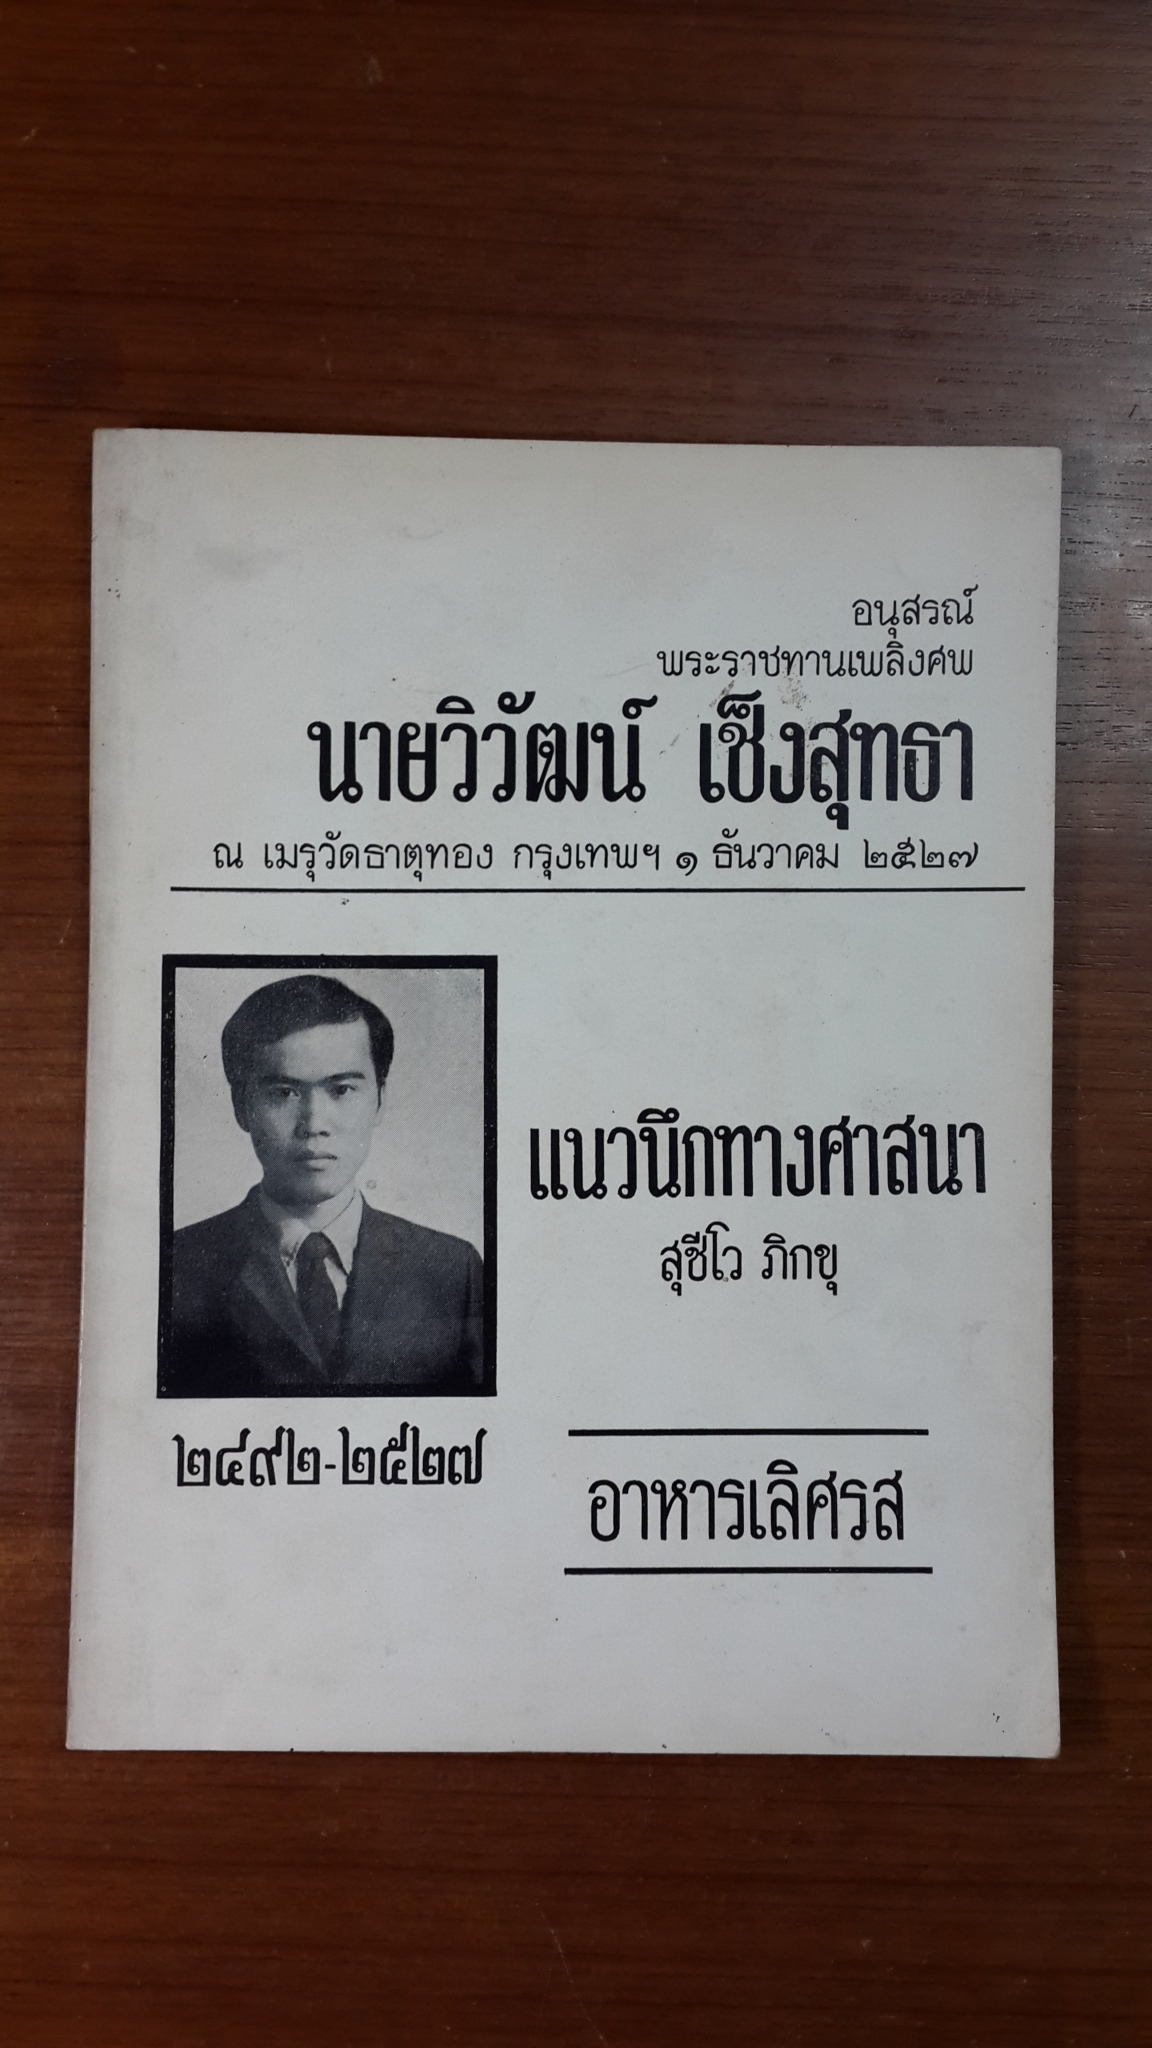 อนุสรณ์
พระราชทานเพลิงศพ
นายวิวัฒน์ เช็งสุทธา
ณ เมรุวัดธาตุทอง กรุงเทพฯ ๑ ธันวาคม ๒๕๒๗
แนวนึกทางศาสนา
สุชีโว ภิกขุ
๒๔๙๒-๒๕๒๗
อาหารเลิศรส